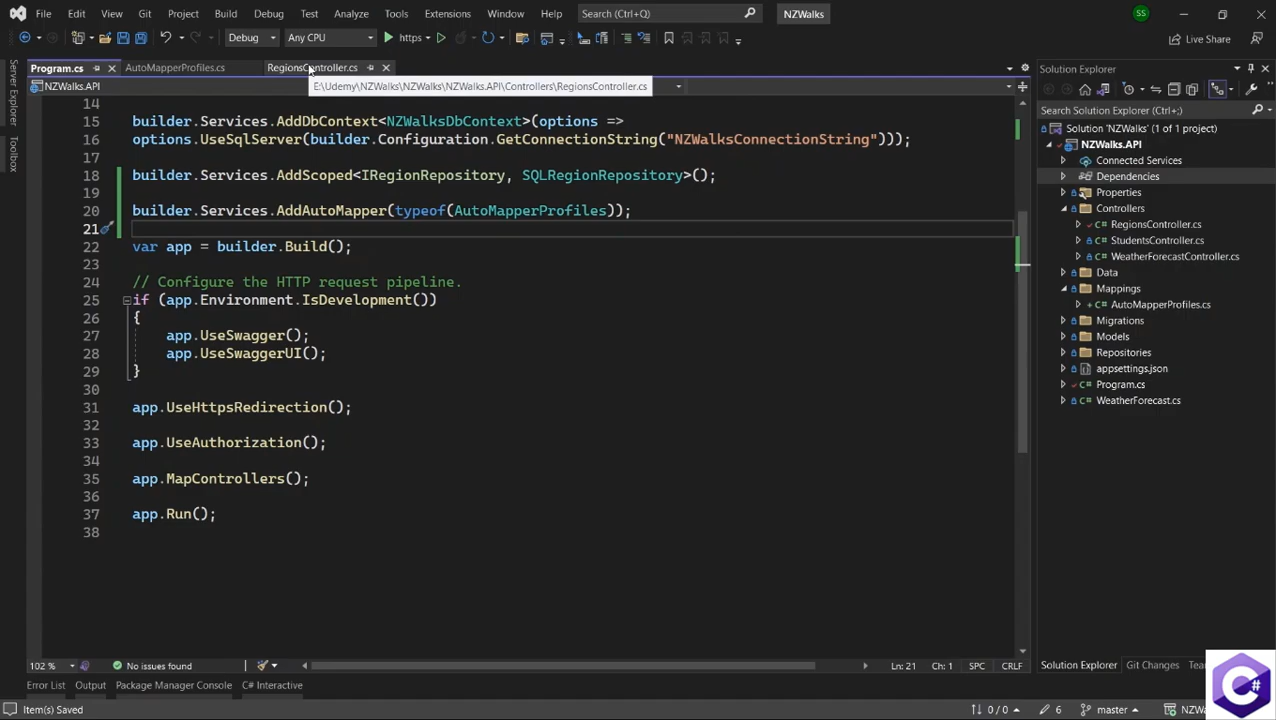 File Edit View Git Project Build Debug Test Analyze Tools Extensions Window Help Search (Ctrl+Q) NZWalks SS
Debug Any CPU https Live Share
Program.cs AutoMapperProfiles.cs RegionsController.cs
E:\Udemy\NZWalks\NZWalks\NZWalks.API\Controllers\RegionsController.cs
NZWalks.API
14
15 builder.Services.AddDbContext<NZWalksDbContext>(options =>
16 options.UseSqlServer(builder.Configuration.GetConnectionString("NZWalksConnectionString")));
17
18 builder.Services.AddScoped<IRegionRepository, SQLRegionRepository>();
19
20 builder.Services.AddAutoMapper(typeof(AutoMapperProfiles));
21
22 var app = builder.Build();
23
24 // Configure the HTTP request pipeline.
25 if (app.Environment.IsDevelopment())
26 {
27 app.UseSwagger();
28 app.UseSwaggerUI();
29 }
30
31 app.UseHttpsRedirection();
32
33 app.UseAuthorization();
34
35 app.MapControllers();
36
37 app.Run();
38
Server Explorer
Toolbox
Solution Explorer
Search Solution Explorer (Ctrl+;)
Solution 'NZWalks' (1 of 1 project)
NZWalks.API
Connected Services
Dependencies
Properties
Controllers
RegionsController.cs
StudentsController.cs
WeatherForecastController.cs
Data
Mappings
AutoMapperProfiles.cs
Migrations
Models
Repositories
appsettings.json
Program.cs
WeatherForecast.cs
102 % No issues found Ln: 21 Ch: 1 SPC CRLF
Solution Explorer Git Changes
Error List Output Package Manager Console C# Interactive
Item(s) Saved 0 / 0 6 master
C#